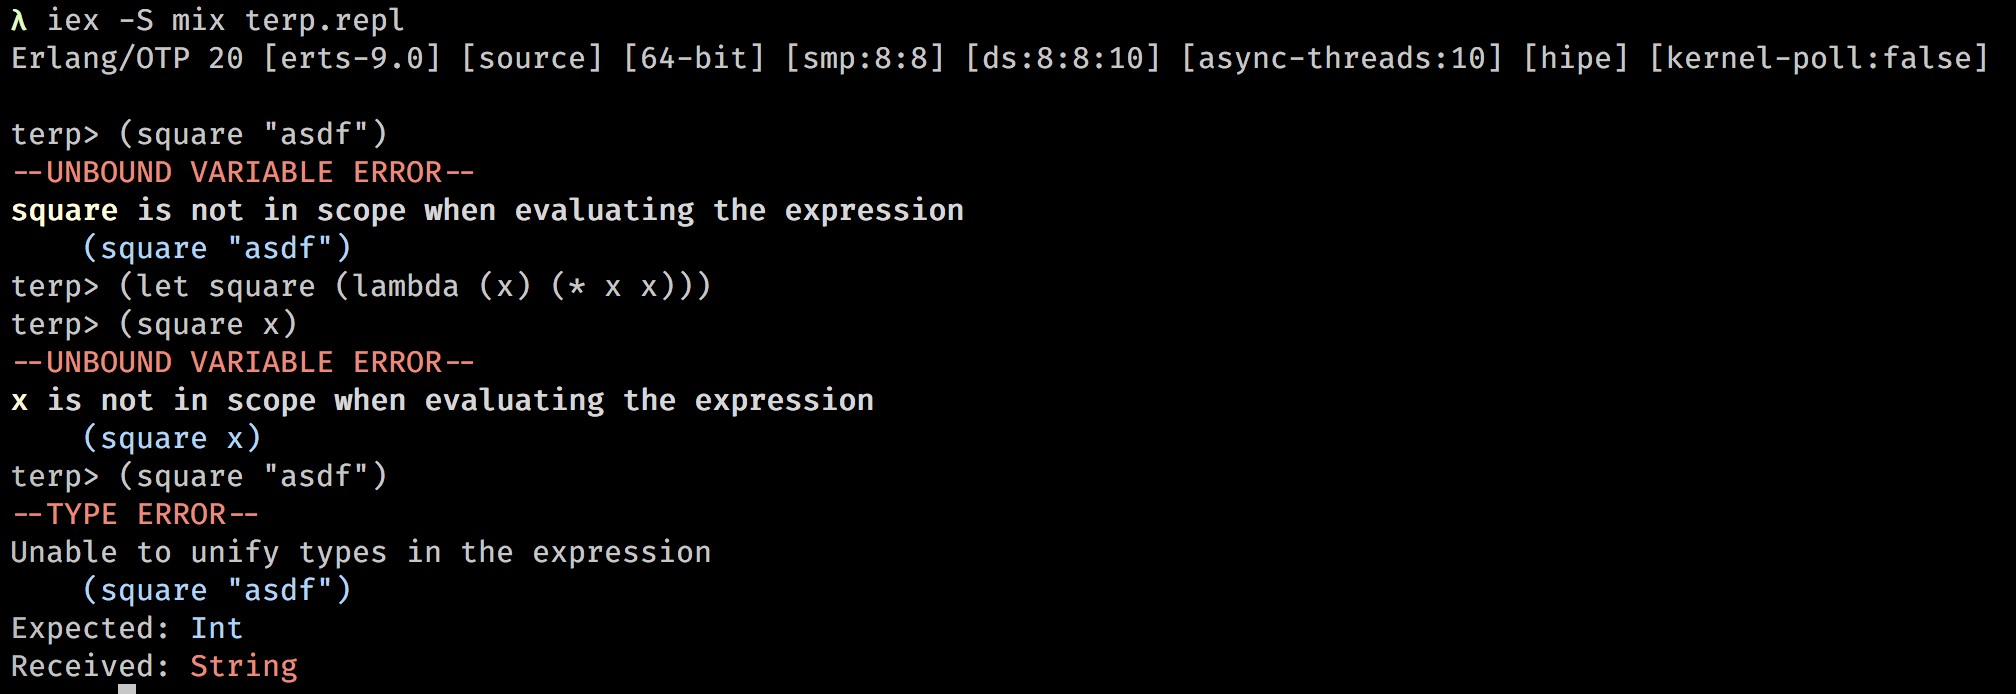 λ iex -S mix terp.repl
Erlang/OTP 20 [erts-9.0] [source] [64-bit] [smp:8:8] [ds:8:8:10] [async-threads:10] [hipe] [kernel-poll:false]
terp> (square "asdf")
--UNBOUND VARIABLE ERROR--
square is not in scope when evaluating the expression
    (square "asdf")
terp> (let square (lambda (x) (* x x)))
terp> (square x)
--UNBOUND VARIABLE ERROR--
x is not in scope when evaluating the expression
    (square x)
terp> (square "asdf")
--TYPE ERROR--
Unable to unify types in the expression
    (square "asdf")
Expected: Int
Received: String